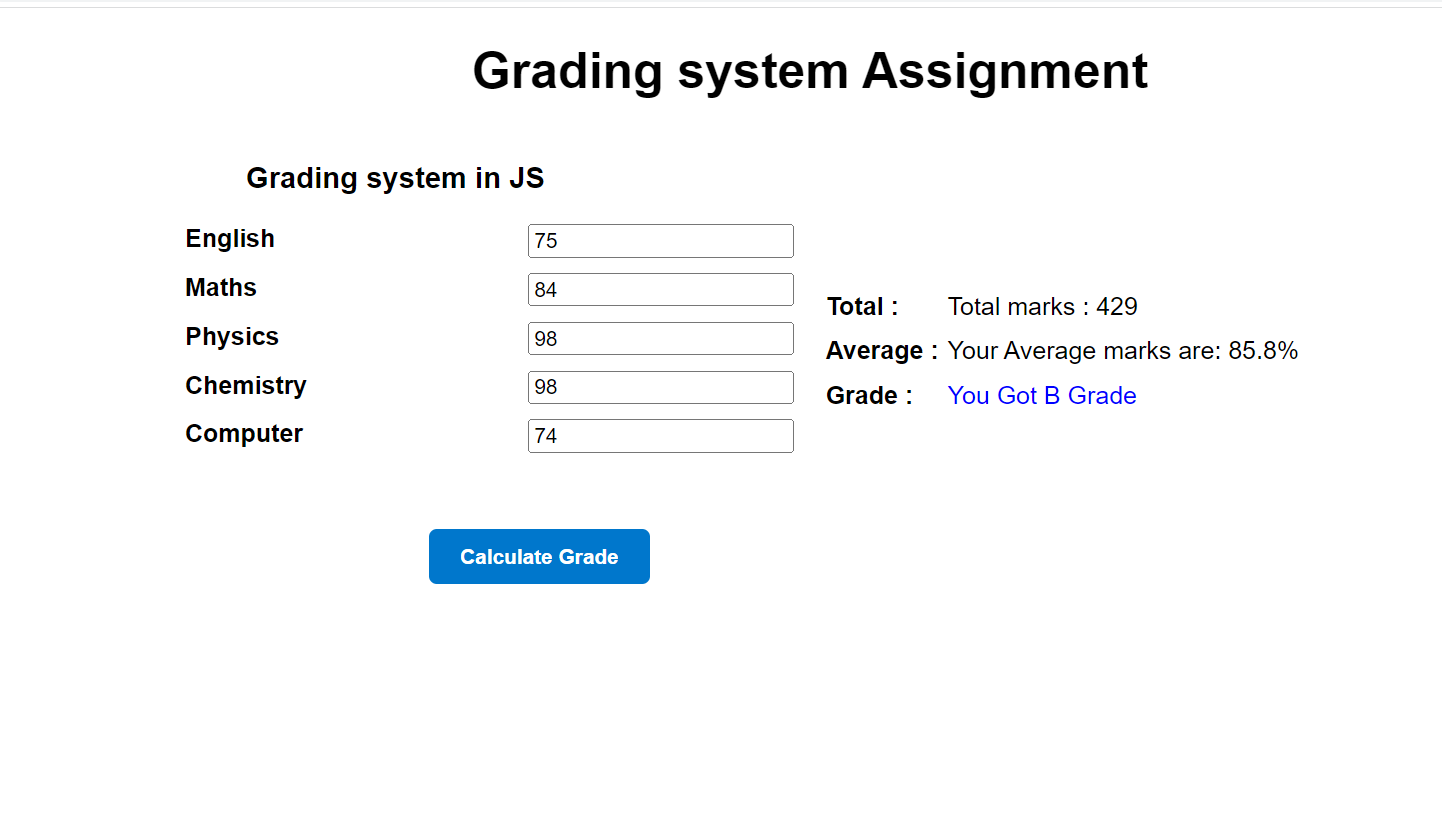 Grading system Assignment
Grading system in JS
English 75
Maths 84
Physics 98
Chemistry 98
Computer 74
Total : Total marks : 429
Average : Your Average marks are: 85.8%
Grade : You Got B Grade
Calculate Grade